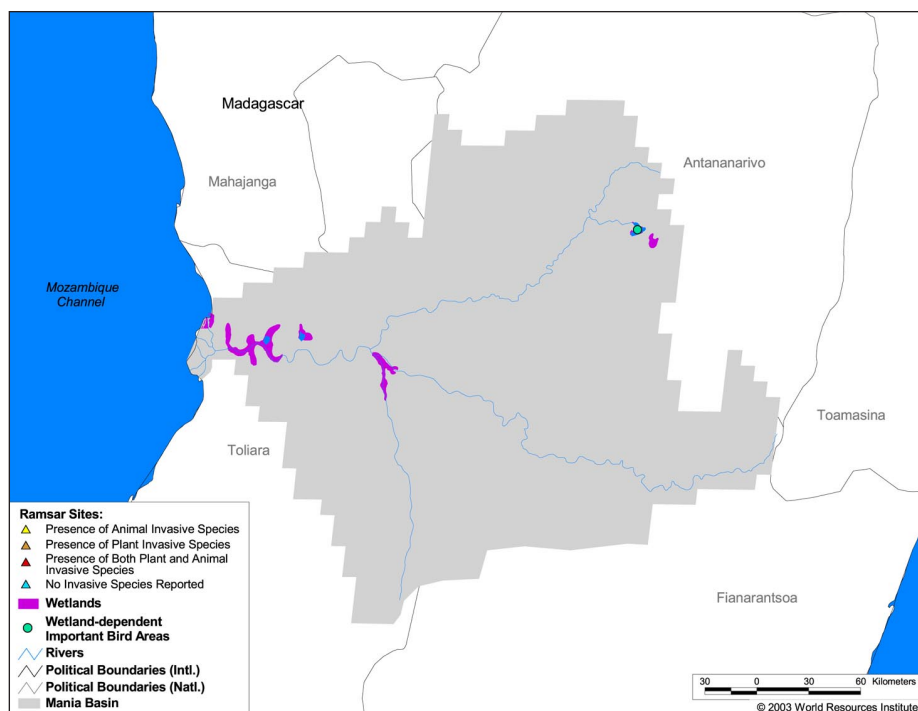 Madagascar
Antananarivo
Mahajanga
Mozambique
Channel
Toamasina
Toliara
Fianarantsoa
Ramsar Sites:
Presence of Animal Invasive Species
Presence of Plant Invasive Species
Presence of Both Plant and Animal
Invasive Species
No Invasive Species Reported
Wetlands
Wetland-dependent
Important Bird Areas
Rivers
Political Boundaries (Intl.)
Political Boundaries (Natl.)
Mania Basin
30 0 30 60 Kilometers
© 2003 World Resources Institute